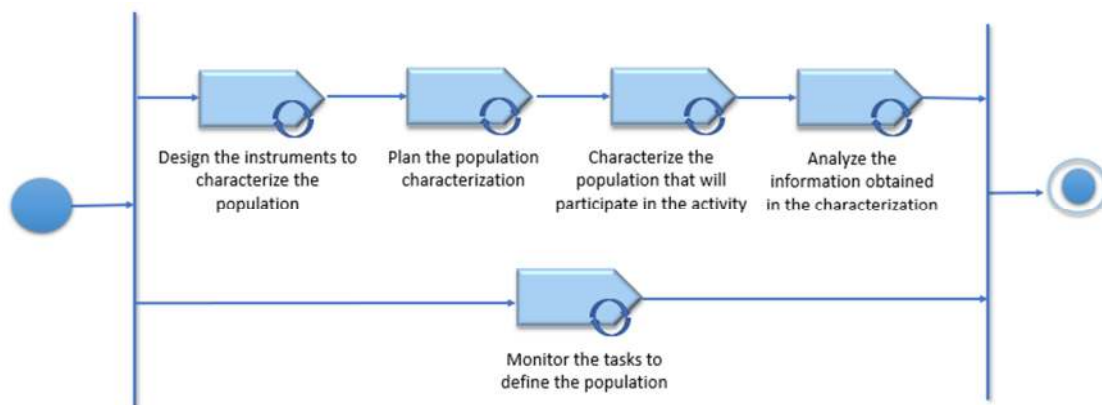 Design the instruments to
characterize the
population
Plan the population
characterization
Characterize the
population that will
participate in the activity
Analyze the
information obtained
in the characterization
Monitor the tasks to
define the population